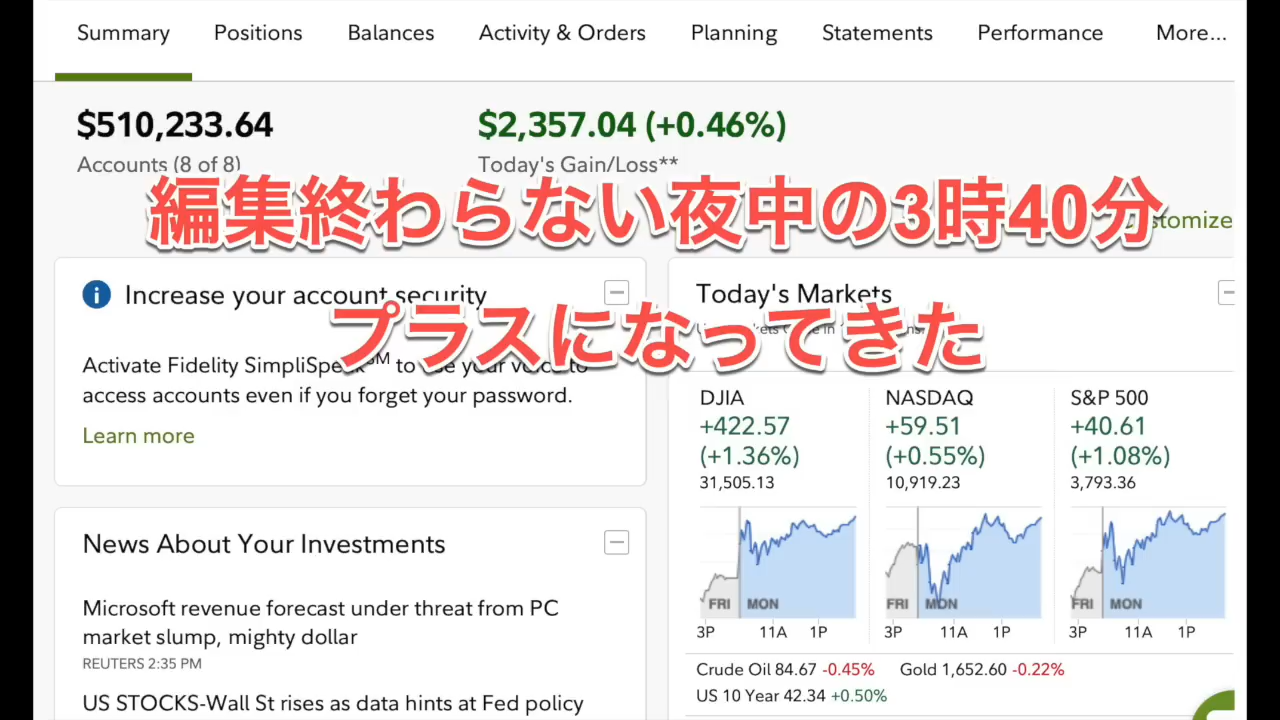 Summary Positions Balances Activity & Orders Planning Statements Performance More...
$510,233.64 $2,357.04 (+0.46%)
Accounts (8 of 8) Today's Gain/Loss**
編集終わらない夜中の3時40分
プラスになってきた
Increase your account security
Activate Fidelity SimpliSpeak℠ to use your voice to
access accounts even if you forget your password.
Learn more
News About Your Investments
Microsoft revenue forecast under threat from PC
market slump, mighty dollar
REUTERS 2:35 PM
US STOCKS-Wall St rises as data hints at Fed policy
Today's Markets
DJIA NASDAQ S&P 500
+422.57 +59.51 +40.61
(+1.36%) (+0.55%) (+1.08%)
31,505.13 10,919.23 3,793.36
FRI MON FRI MON FRI MON
3P 11A 1P 3P 11A 1P 3P 11A 1P
Crude Oil 84.67 -0.45% Gold 1,652.60 -0.22%
US 10 Year 42.34 +0.50%